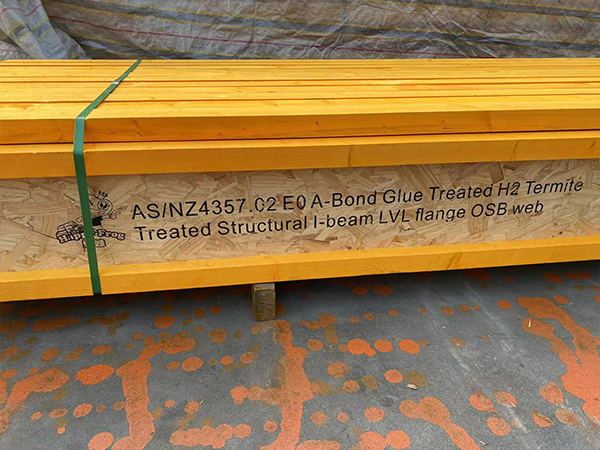 AS/NZ4357.02 E0 A-Bond Glue Treated H2 Termite
Treated Structural I-beam LVL flange OSB web